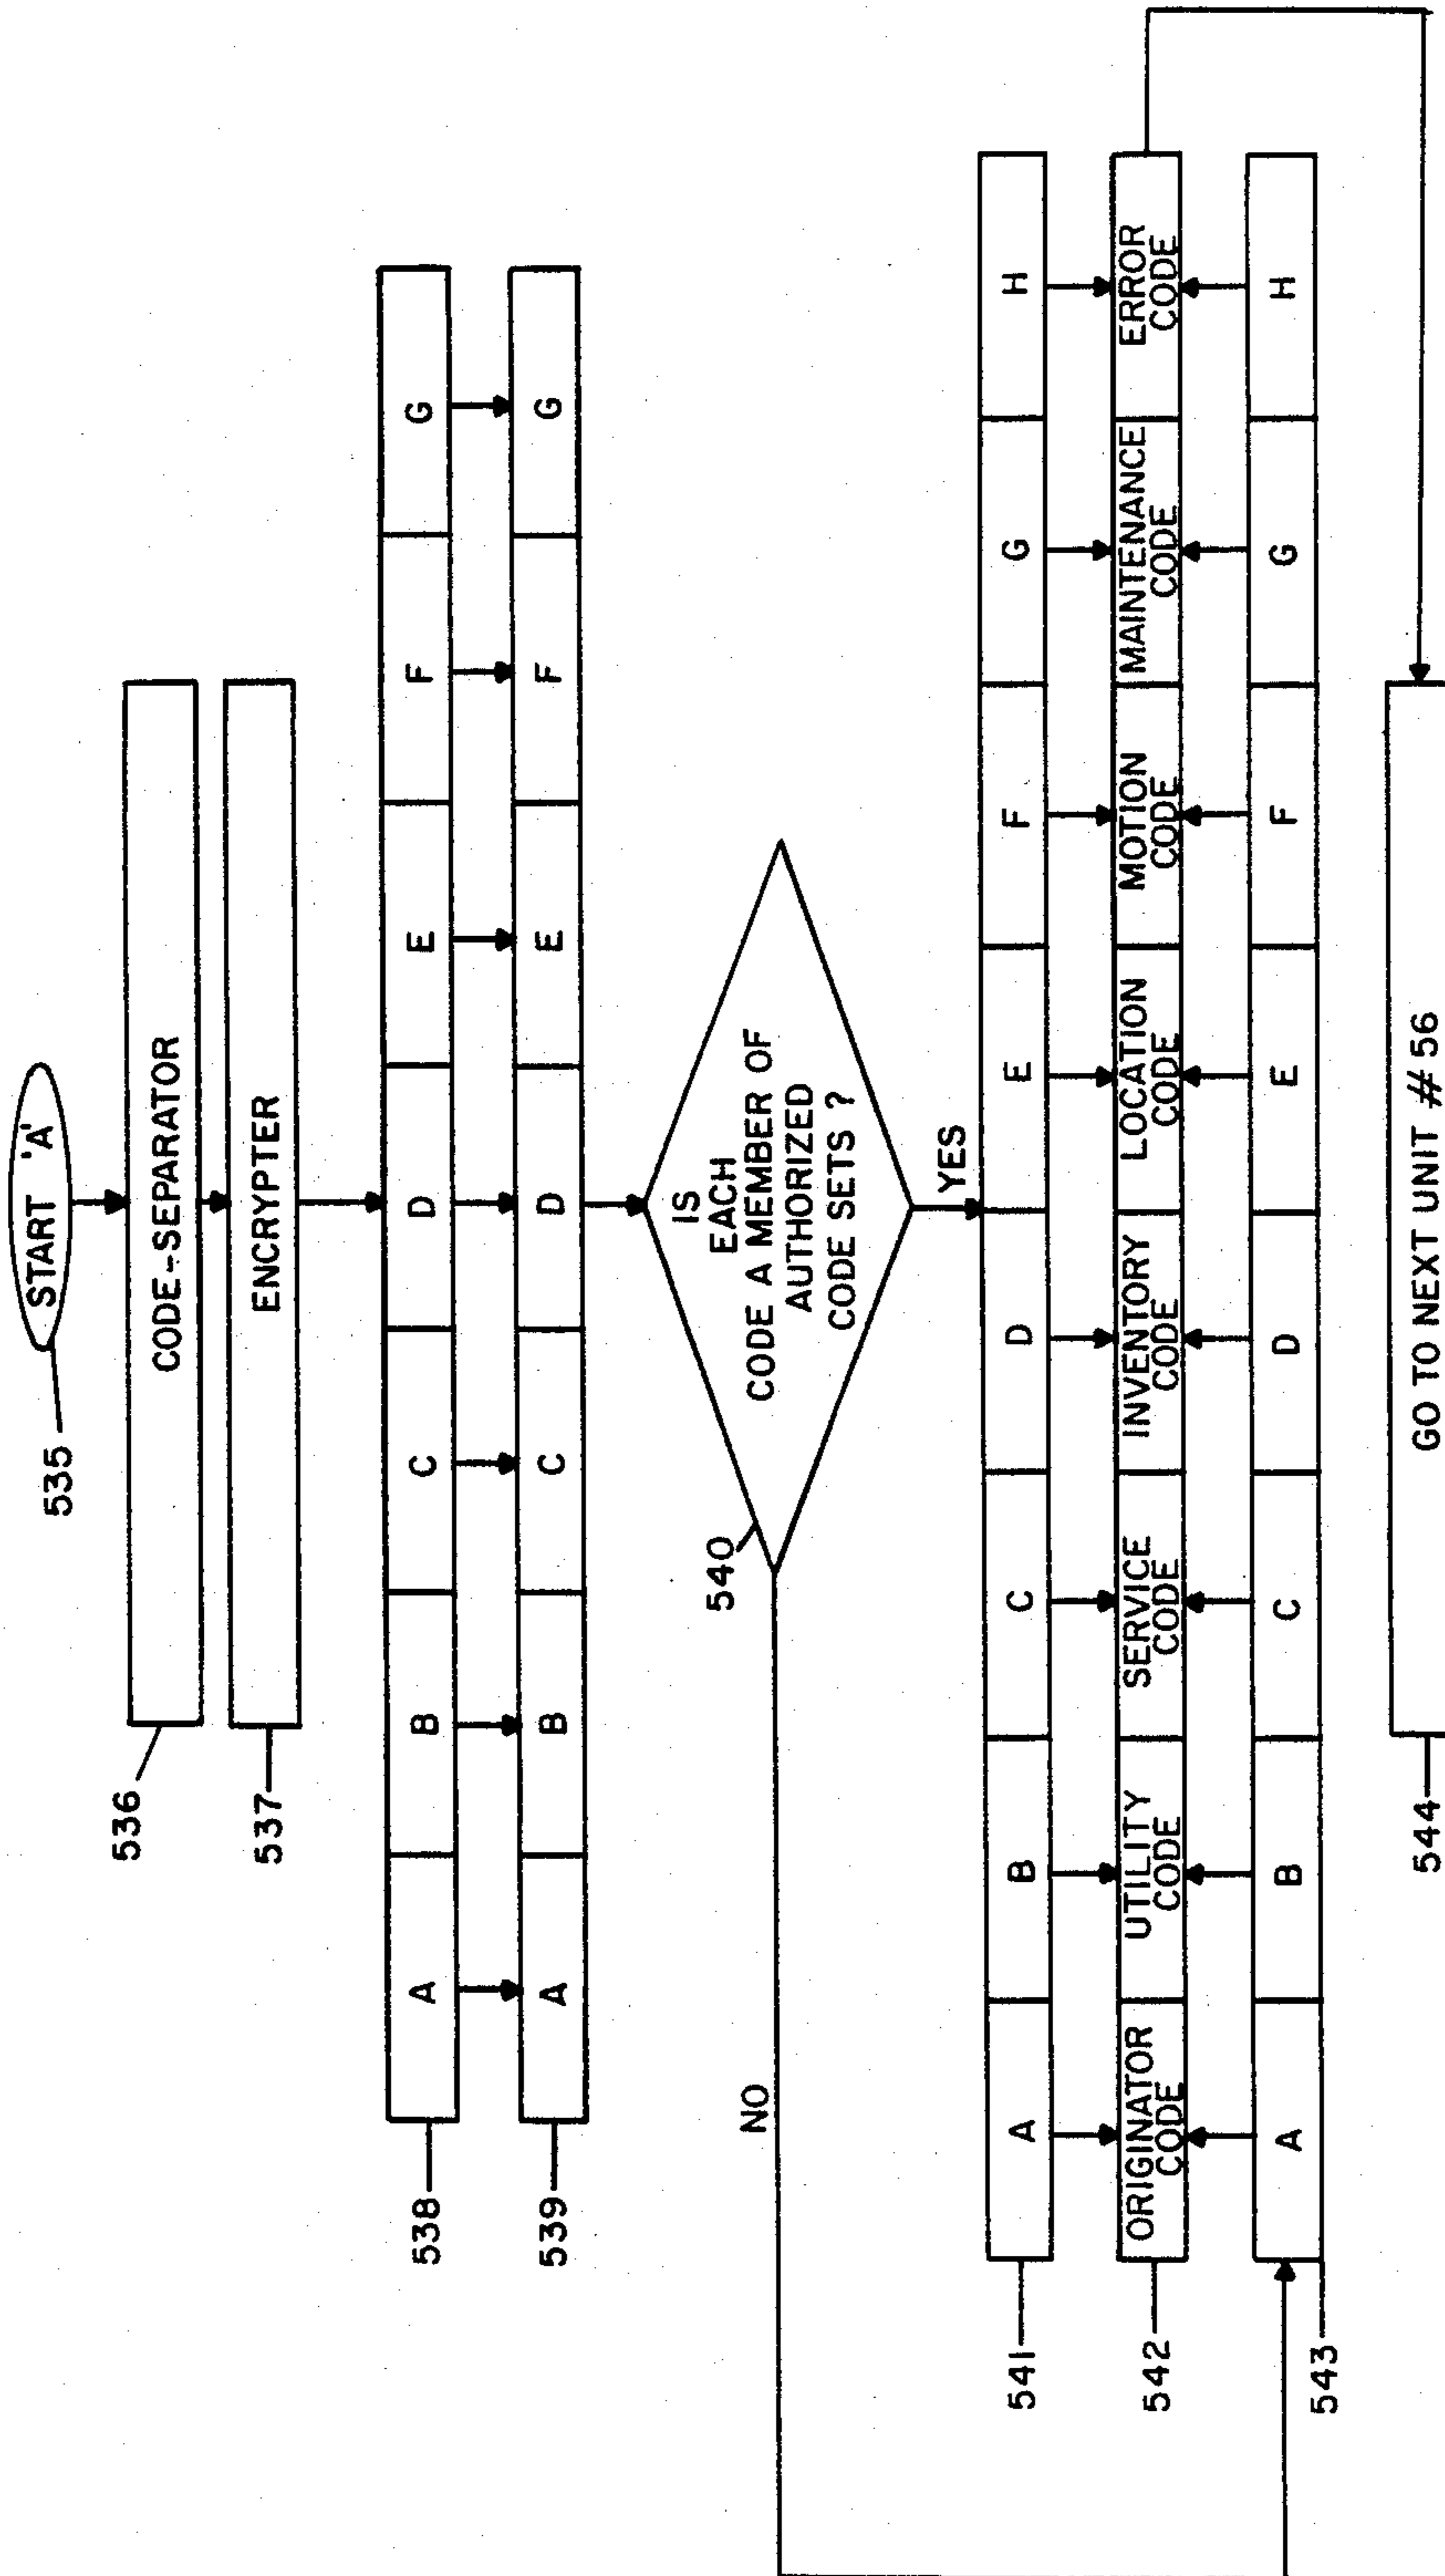 START 'A'
535
CODE-SEPARATOR
536
ENCRYPTER
537
538
A B C D E F G
539
A B C D E F G
IS
EACH
CODE A MEMBER OF
AUTHORIZED
CODE SETS ?
540
NO
YES
541
A B C D E F G H
542
ORIGINATOR
CODE
UTILITY
CODE
SERVICE
CODE
INVENTORY
CODE
LOCATION
CODE
MOTION
CODE
MAINTENANCE
CODE
ERROR
CODE
543
A B C D E F G H
544
GO TO NEXT UNIT # 56